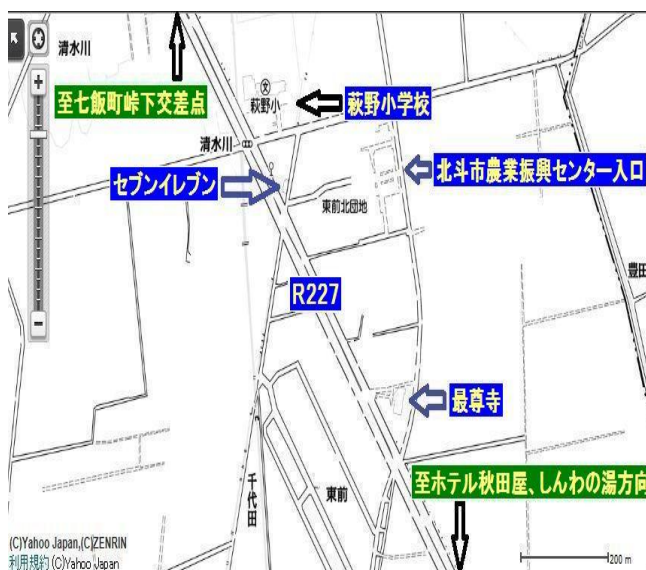 清水川
至七飯町峠下交差点
文
萩野小
萩野小学校
清水川
セブンイレブン
北斗市農業振興センター入口
東前北団地
豊田
R227
最尊寺
千代田
東前
至ホテル秋田屋、しんわの湯方向
(C)Yahoo Japan,(C)ZENRIN
利用規約 (C)Yahoo Japan
200 m